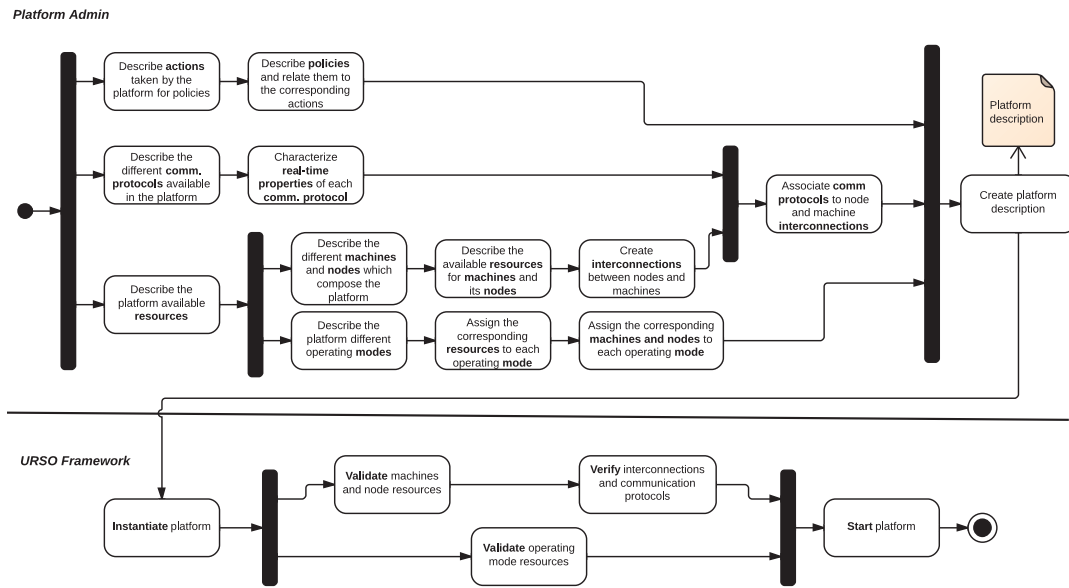 Platform Admin
Describe actions
taken by the
platform for policies
Describe policies
and relate them to
the corresponding
actions
Platform
description
Describe the
different comm.
protocols available
in the platform
Characterize
real-time
properties of each
comm. protocol
Associate comm
protocols to node
and machine
interconnections
Create platform
description
Describe the
platform available
resources
Describe the
different machines
and nodes which
compose the
platform
Describe the
available resources
for machines and
its nodes
Create
interconnections
between nodes and
machines
Describe the
platform different
operating modes
Assign the
corresponding
resources to each
operating mode
Assign the corresponding
machines and nodes to
each operating mode
URSO Framework
Instantiate platform
Validate machines
and node resources
Verify interconnections
and communication
protocols
Validate operating
mode resources
Start platform